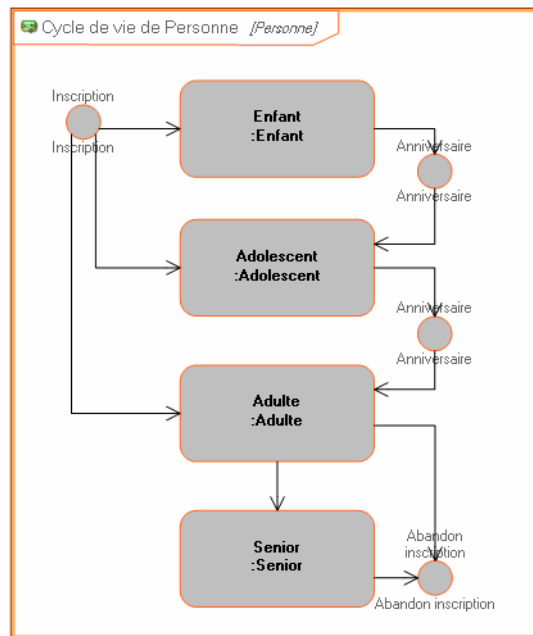 Cycle de vie de Personne [Personne]
Inscription
Inscription
Enfant
:Enfant
Anniversaire
Anniversaire
Adolescent
:Adolescent
Anniversaire
Anniversaire
Adulte
:Adulte
Senior
:Senior
Abandon
inscription
Abandon inscription